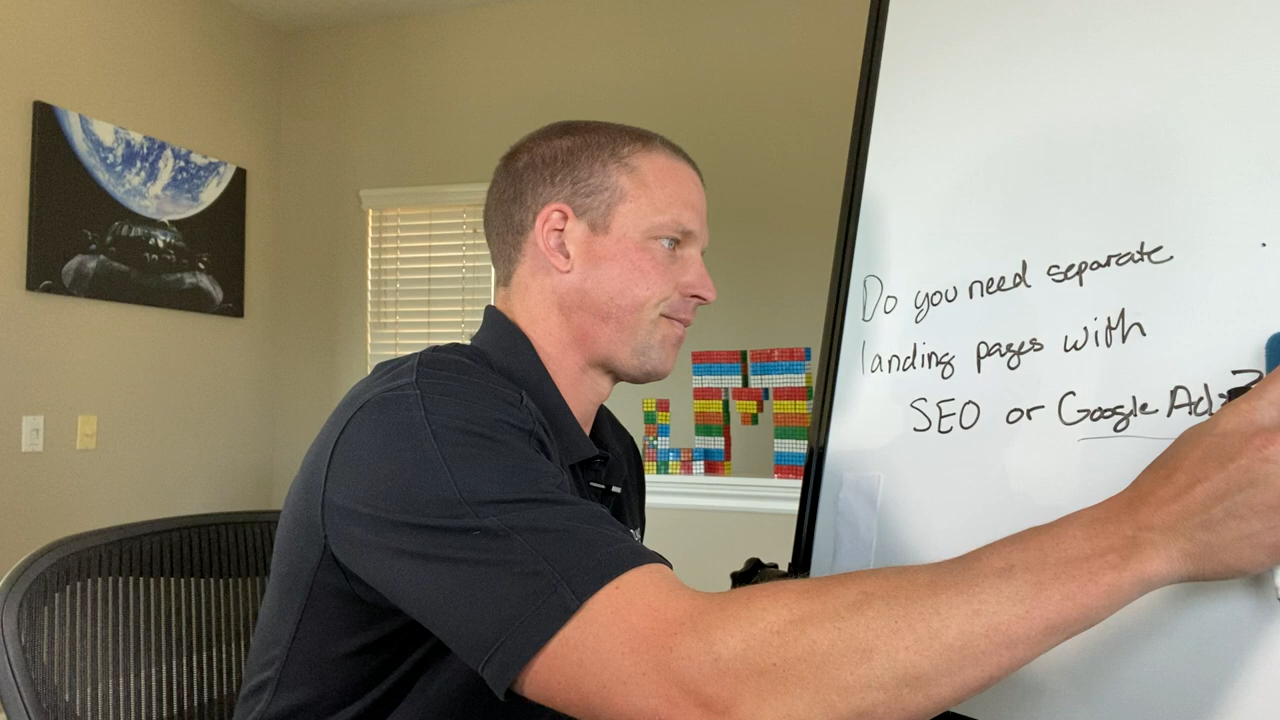 Do you need separate
landing pages with
SEO or Google Ads?